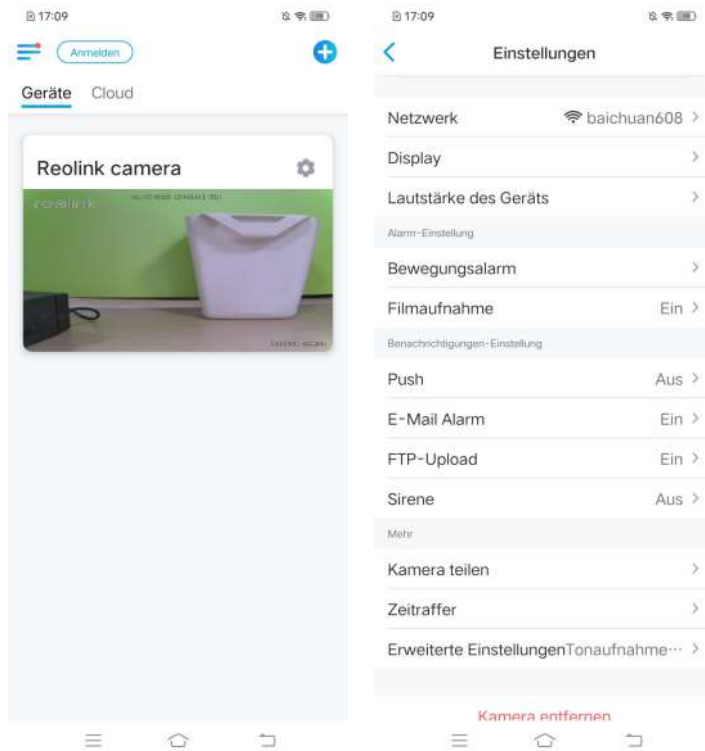 17:09
Anmelden
Geräte Cloud
Reolink camera
reolink
17:09
Einstellungen
Netzwerk baichuan608
Display
Lautstärke des Geräts
Alarm-Einstellung
Bewegungsalarm
Filmaufnahme Ein
Benachrichtigungen-Einstellung
Push Aus
E-Mail Alarm Ein
FTP-Upload Ein
Sirene Aus
Mehr
Kamera teilen
Zeitraffer
Erweiterte EinstellungenTonaufnahme...
Kamera entfernen